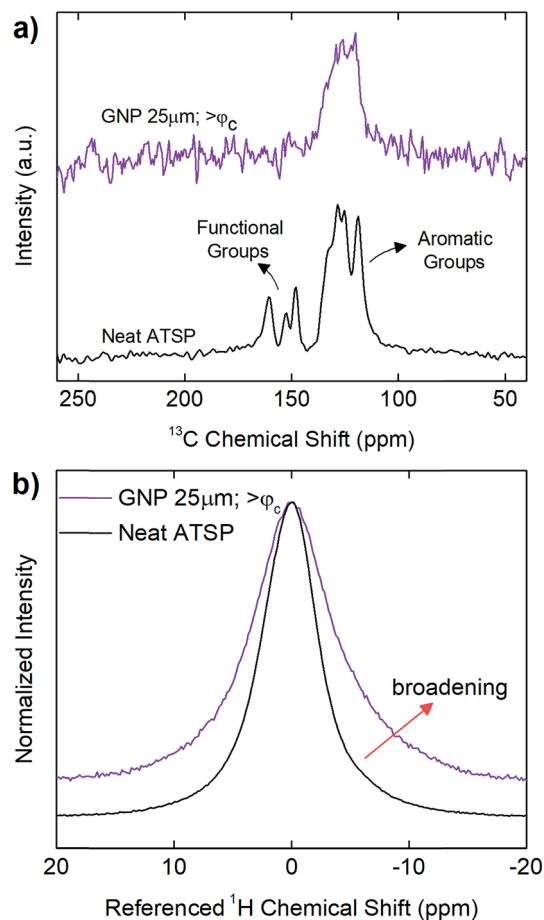 a)
GNP 25μm; >φc
Functional
Groups
Aromatic
Groups
Neat ATSP
Intensity (a.u.)
250 200 150 100 50
13C Chemical Shift (ppm)
b)
GNP 25μm; >φc
Neat ATSP
broadening
Normalized Intensity
20 10 0 -10 -20
Referenced 1H Chemical Shift (ppm)